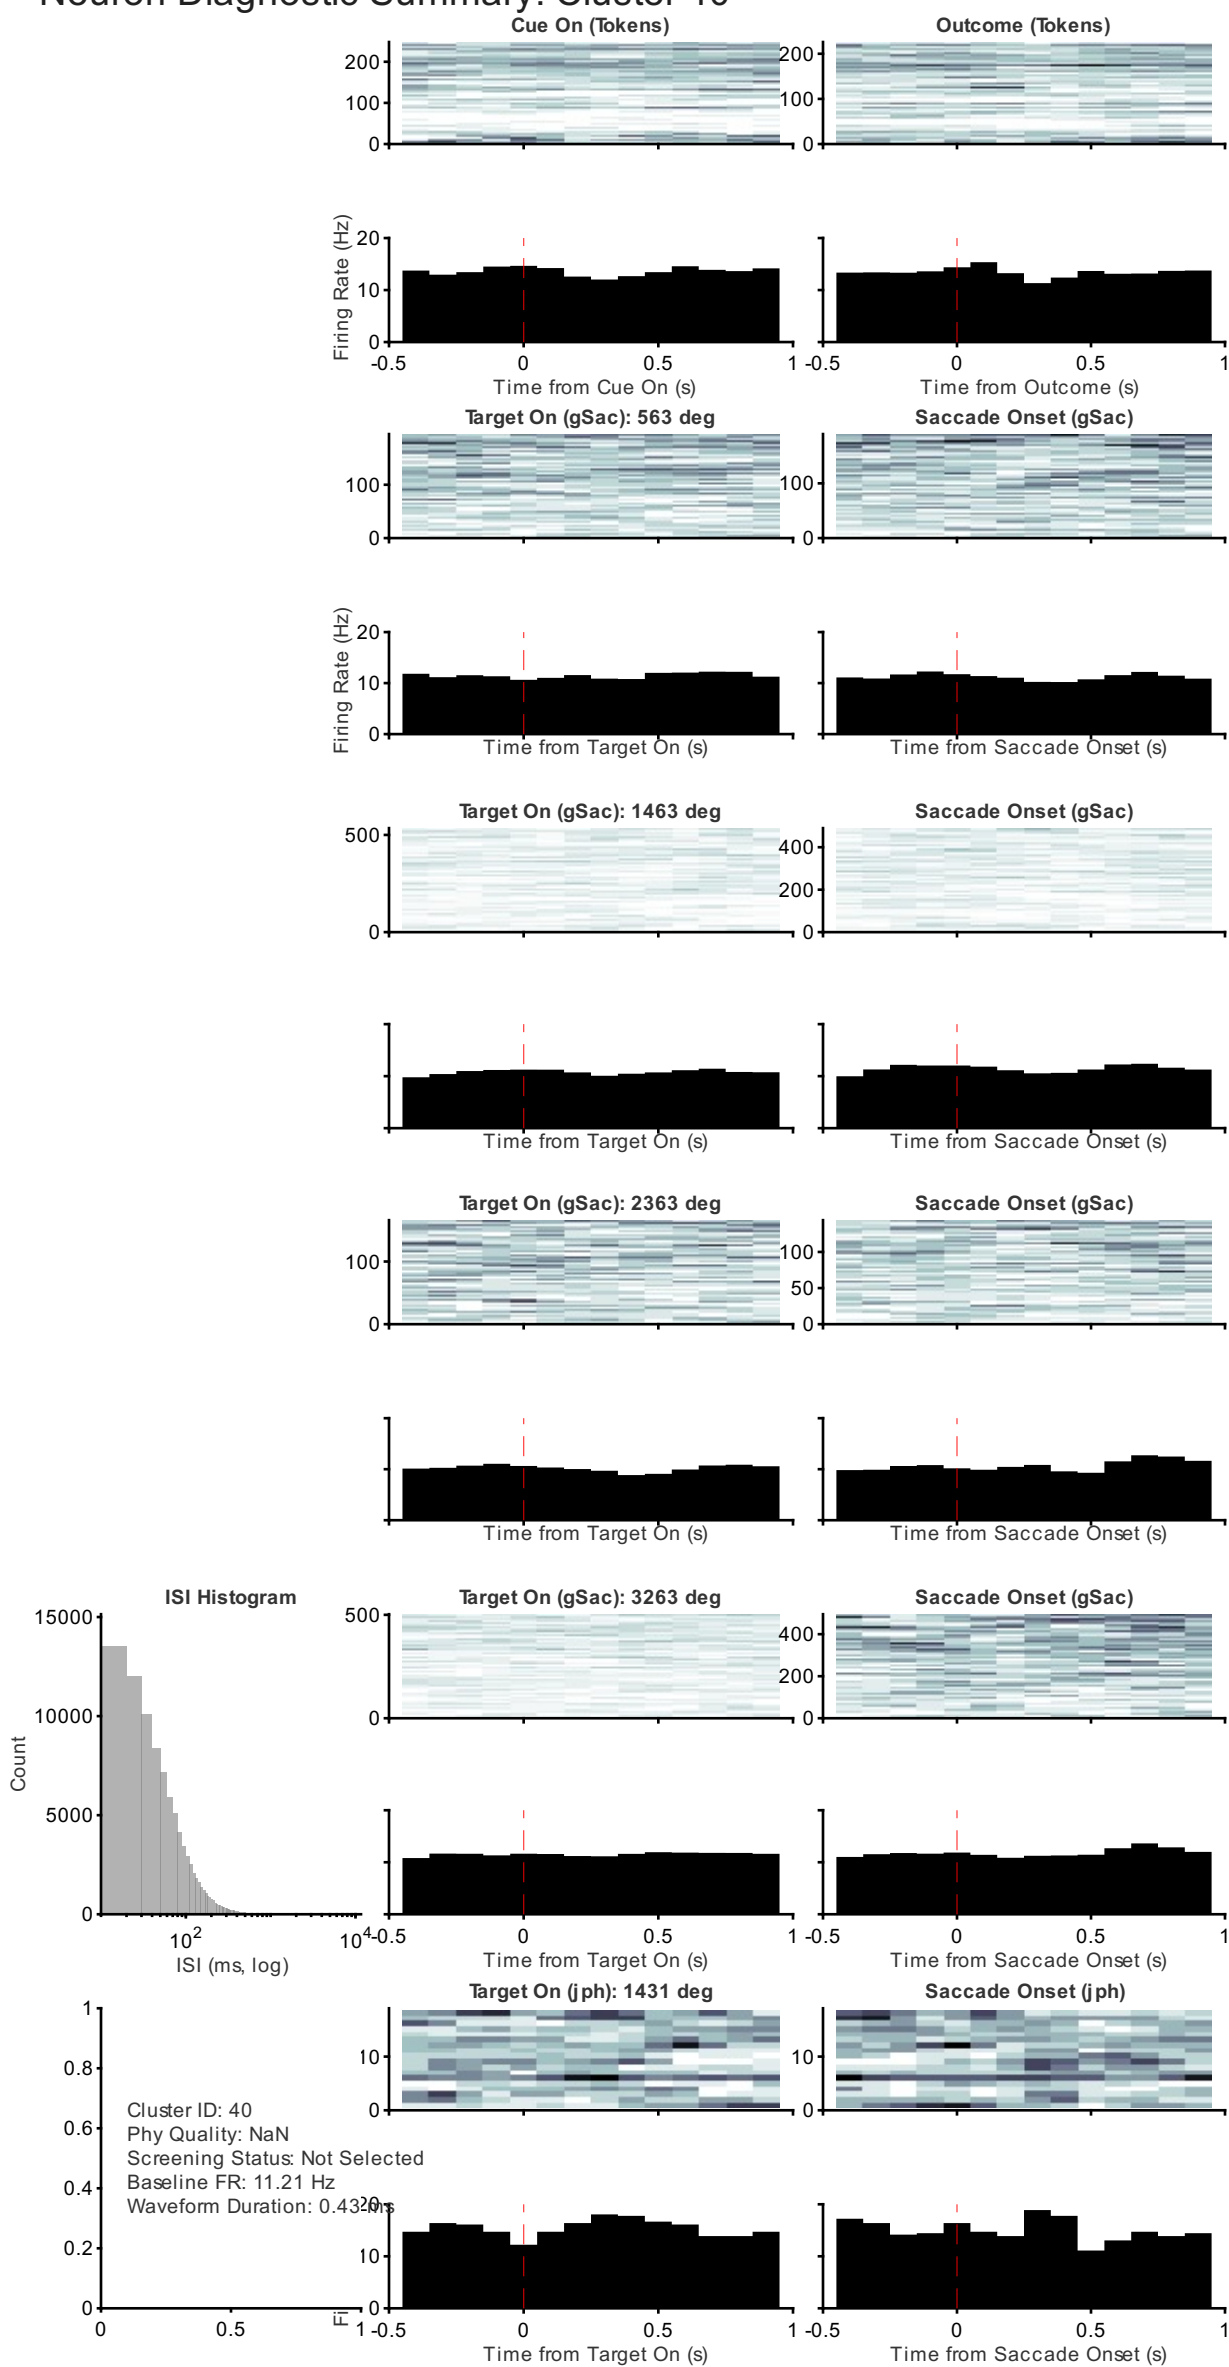 Neuron Diagnostic Summary: Cluster 40
Cue On (Tokens)
Outcome (Tokens)
200
100
0
200
100
0
Firing Rate (Hz)
20
10
0
-0.5 0 0.5 1
-0.5 0 0.5 1
Time from Cue On (s)
Time from Outcome (s)
Target On (gSac): 563 deg
Saccade Onset (gSac)
100
0
100
0
Firing Rate (Hz)
20
10
0
Time from Target On (s)
Time from Saccade Onset (s)
Target On (gSac): 1463 deg
Saccade Onset (gSac)
500
0
400
200
0
Time from Target On (s)
Time from Saccade Onset (s)
Target On (gSac): 2363 deg
Saccade Onset (gSac)
100
0
100
50
0
Time from Target On (s)
Time from Saccade Onset (s)
ISI Histogram
Target On (gSac): 3263 deg
Saccade Onset (gSac)
15000
10000
5000
0
Count
10^2
10^4
ISI (ms, log)
500
0
400
200
0
-0.5 0 0.5 1
-0.5 0 0.5 1
Time from Target On (s)
Time from Saccade Onset (s)
Target On (jph): 1431 deg
Saccade Onset (jph)
1
0.8
0.6
0.4
0.2
0
0 0.5 1
Cluster ID: 40
Phy Quality: NaN
Screening Status: Not Selected
Baseline FR: 11.21 Hz
Waveform Duration: 0.43 ms
10
0
10
0
Fi
20
10
0
-0.5 0 0.5 1
-0.5 0 0.5 1
Time from Target On (s)
Time from Saccade Onset (s)